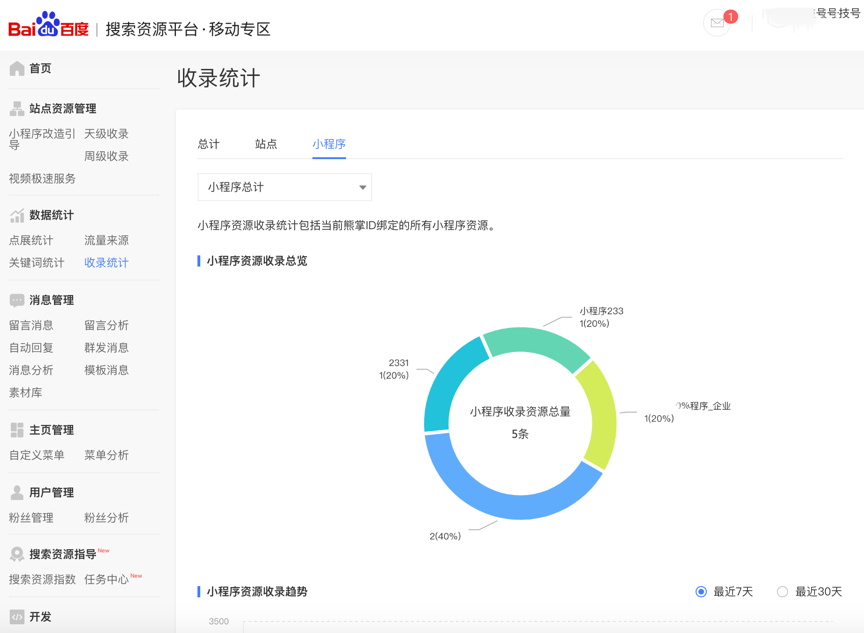 Bai du 百度 | 搜索资源平台·移动专区
1
号号技号
首页
站点资源管理
小程序改造引导
天级收录
周级收录
视频极速服务
数据统计
点展统计 流量来源
关键词统计 收录统计
消息管理
留言消息 留言分析
自动回复 群发消息
消息分析 模板消息
素材库
主页管理
自定义菜单 菜单分析
用户管理
粉丝管理 粉丝分析
搜索资源指导New
搜索资源指数 任务中心New
开发
收录统计
总计 站点 小程序
小程序总计
小程序资源收录统计包括当前熊掌ID绑定的所有小程序资源。
小程序资源收录总览
小程序233
1(20%)
2331
1(20%)
小程序收录资源总量
5条
程序_企业
1(20%)
2(40%)
小程序资源收录趋势
最近7天 最近30天
3500